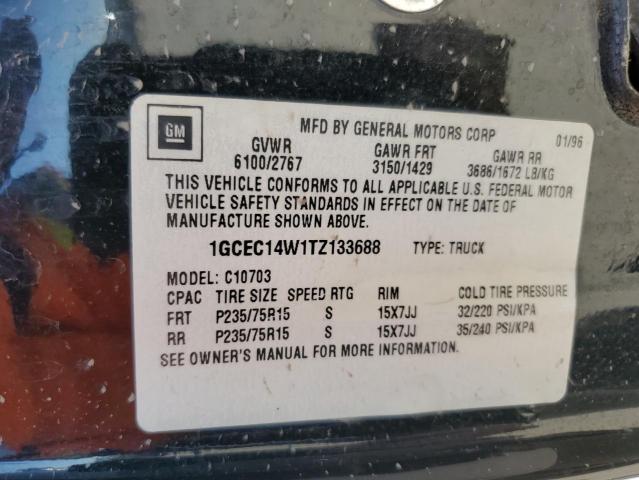 GM
MFD BY GENERAL MOTORS CORP 01/96
GVWR GAWR FRT GAWR RR
6100/2767 3150/1429 3686/1672 LB/KG
THIS VEHICLE CONFORMS TO ALL APPLICABLE U.S. FEDERAL MOTOR
VEHICLE SAFETY STANDARDS IN EFFECT ON THE DATE OF
MANUFACTURE SHOWN ABOVE.
1GCEC14W1TZ133688 TYPE: TRUCK
MODEL: C10703
CPAC TIRE SIZE SPEED RTG RIM COLD TIRE PRESSURE
FRT P235/75R15 S 15X7JJ 32/220 PSI/KPA
RR P235/75R15 S 15X7JJ 35/240 PSI/KPA
SEE OWNER'S MANUAL FOR MORE INFORMATION.